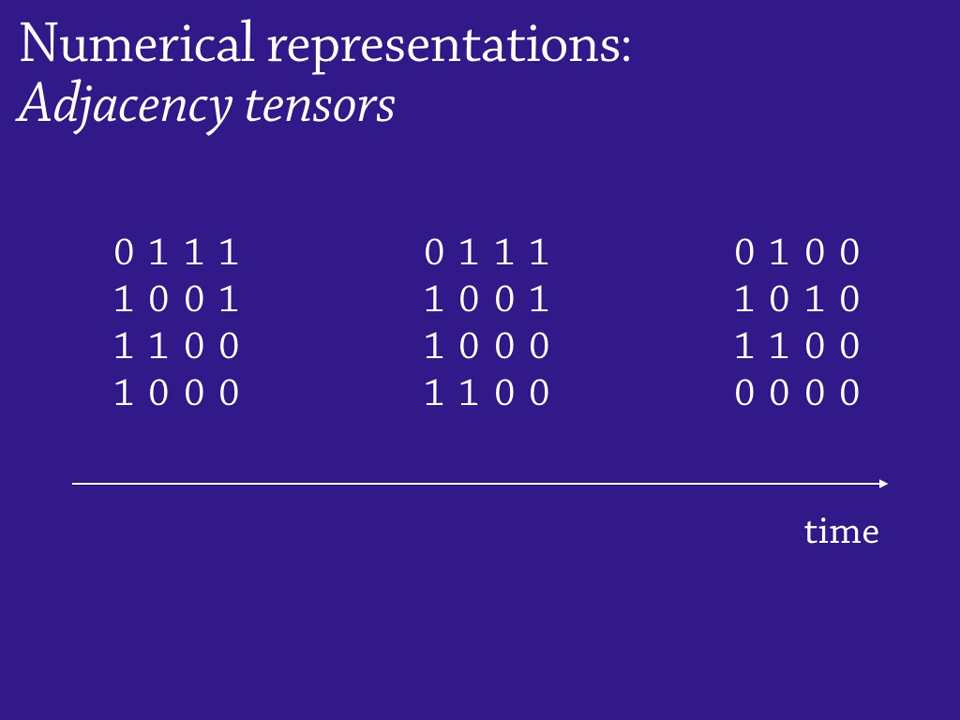 Numerical representations:
Adjacency tensors
0 1 1 1 0 1 1 1 0 1 0 0
1 0 0 1 1 0 0 1 1 0 1 0
1 1 0 0 1 0 0 0 1 1 0 0
1 0 0 0 1 1 0 0 0 0 0 0
time